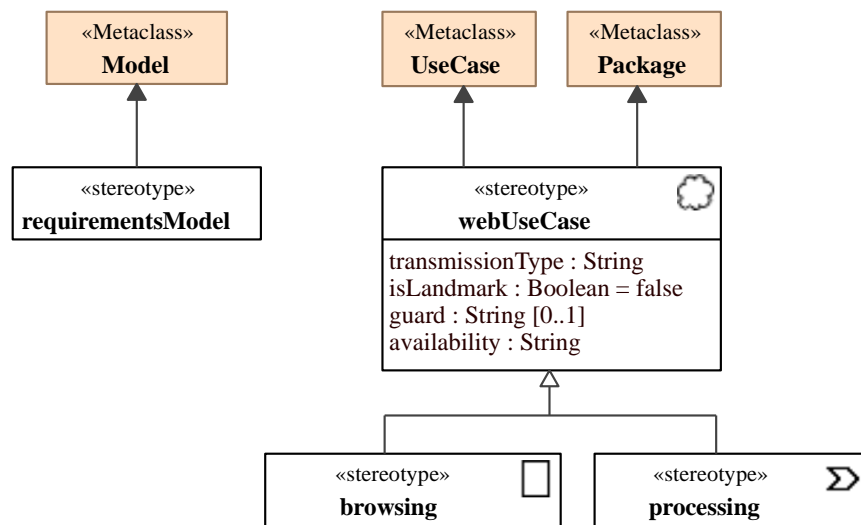 «Metaclass»
Model
«Metaclass»
UseCase
«Metaclass»
Package
«stereotype»
requirementsModel
«stereotype»
webUseCase
transmissionType : String
isLandmark : Boolean = false
guard : String [0..1]
availability : String
«stereotype»
browsing
«stereotype»
processing